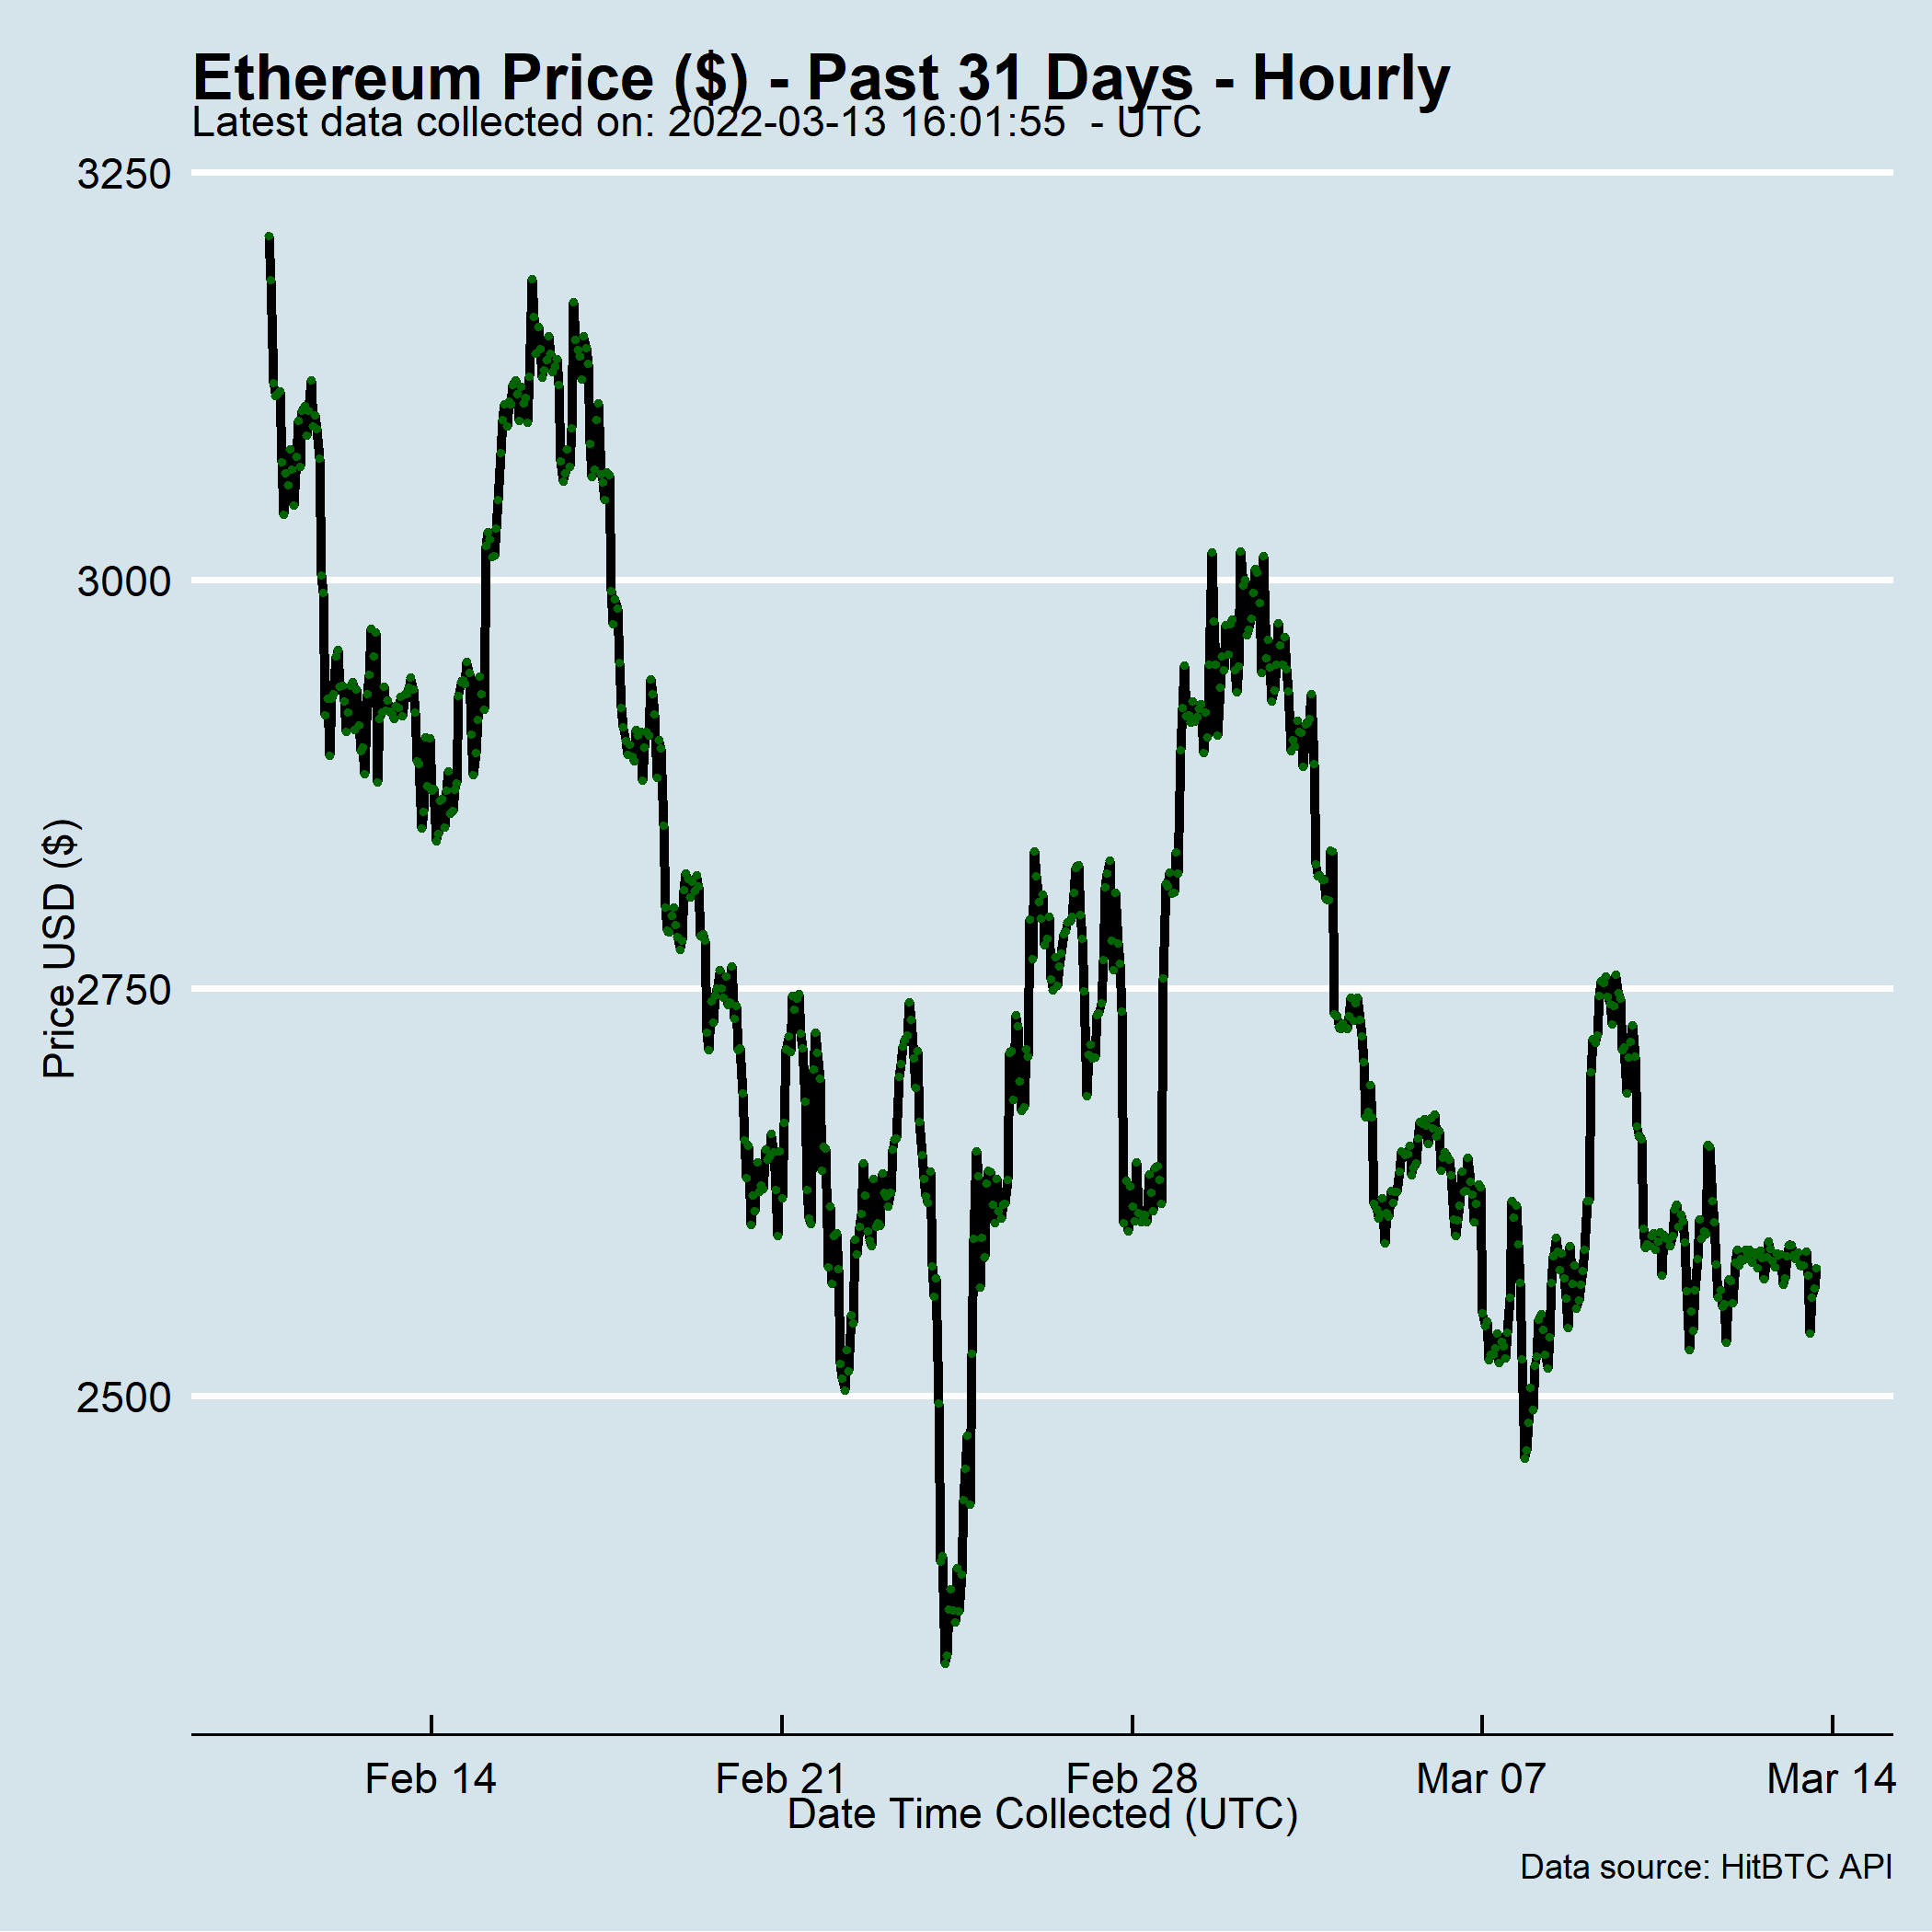 Ethereum Price ($) - Past 31 Days - Hourly
Latest data collected on: 2022-03-13 16:01:55  - UTC
3250
3000
2750
2500
Price USD ($)
Feb 14 Feb 21 Feb 28 Mar 07 Mar 14
Date Time Collected (UTC)
Data source: HitBTC API